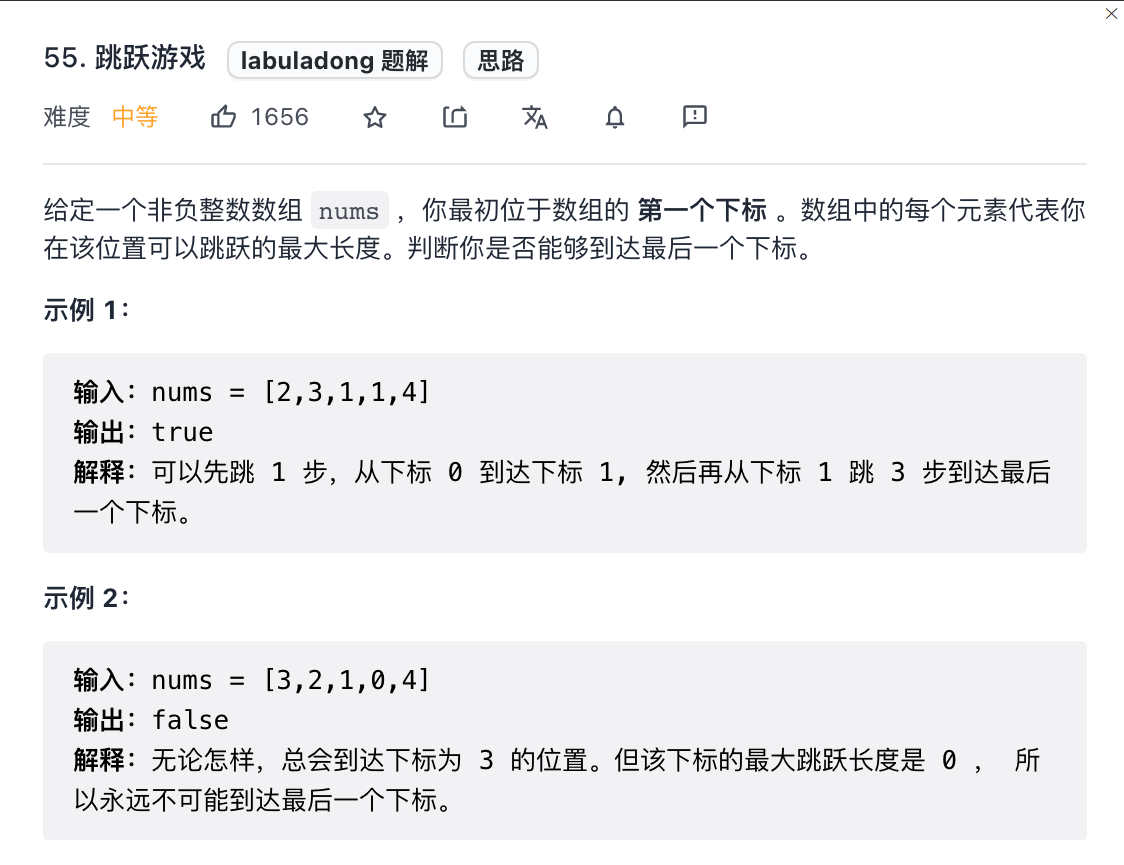 55. 跳跃游戏 labuladong 题解 思路
难度 中等 1656
给定一个非负整数数组 nums ，你最初位于数组的 第一个下标 。数组中的每个元素代表你
在该位置可以跳跃的最大长度。判断你是否能够到达最后一个下标。
示例 1：
输入：nums = [2,3,1,1,4]
输出：true
解释：可以先跳 1 步，从下标 0 到达下标 1, 然后再从下标 1 跳 3 步到达最后
一个下标。
示例 2：
输入：nums = [3,2,1,0,4]
输出：false
解释：无论怎样，总会到达下标为 3 的位置。但该下标的最大跳跃长度是 0 ， 所
以永远不可能到达最后一个下标。